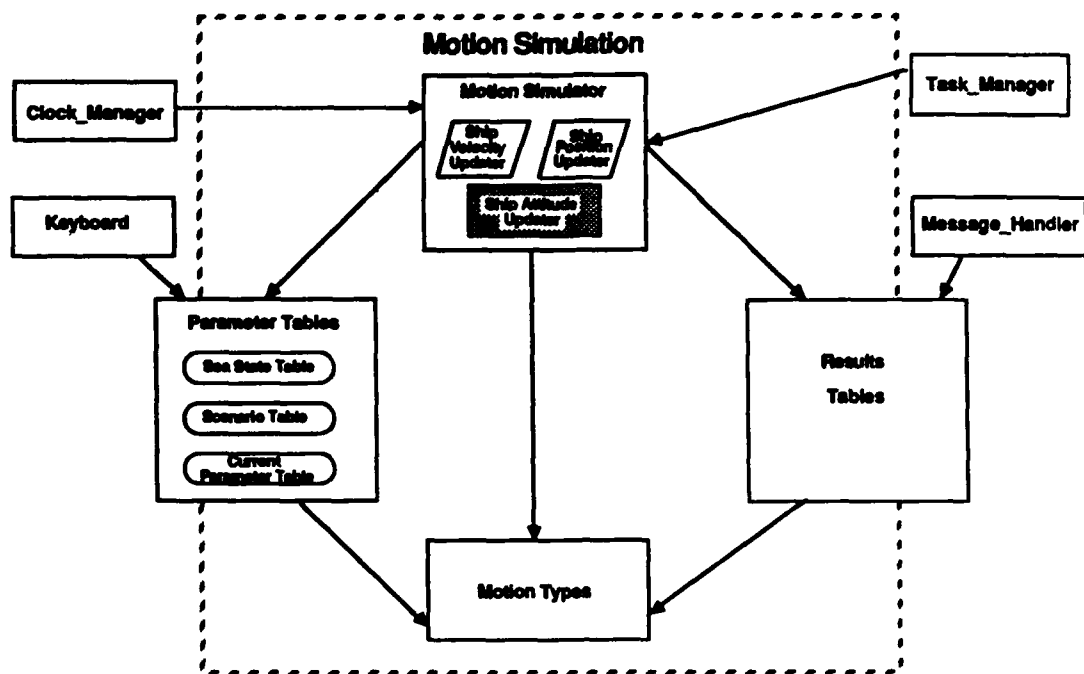 Motion Simulation
Clock_Manager
Motion Simulator
Task_Manager
Ship
Velocity
Updater
Ship
Position
Updater
Ship Attitude
Updater
Keyboard
Message_Handler
Parameter Tables
Sea State Table
Scenario Table
Current
Parameter Table
Results
Tables
Motion Types